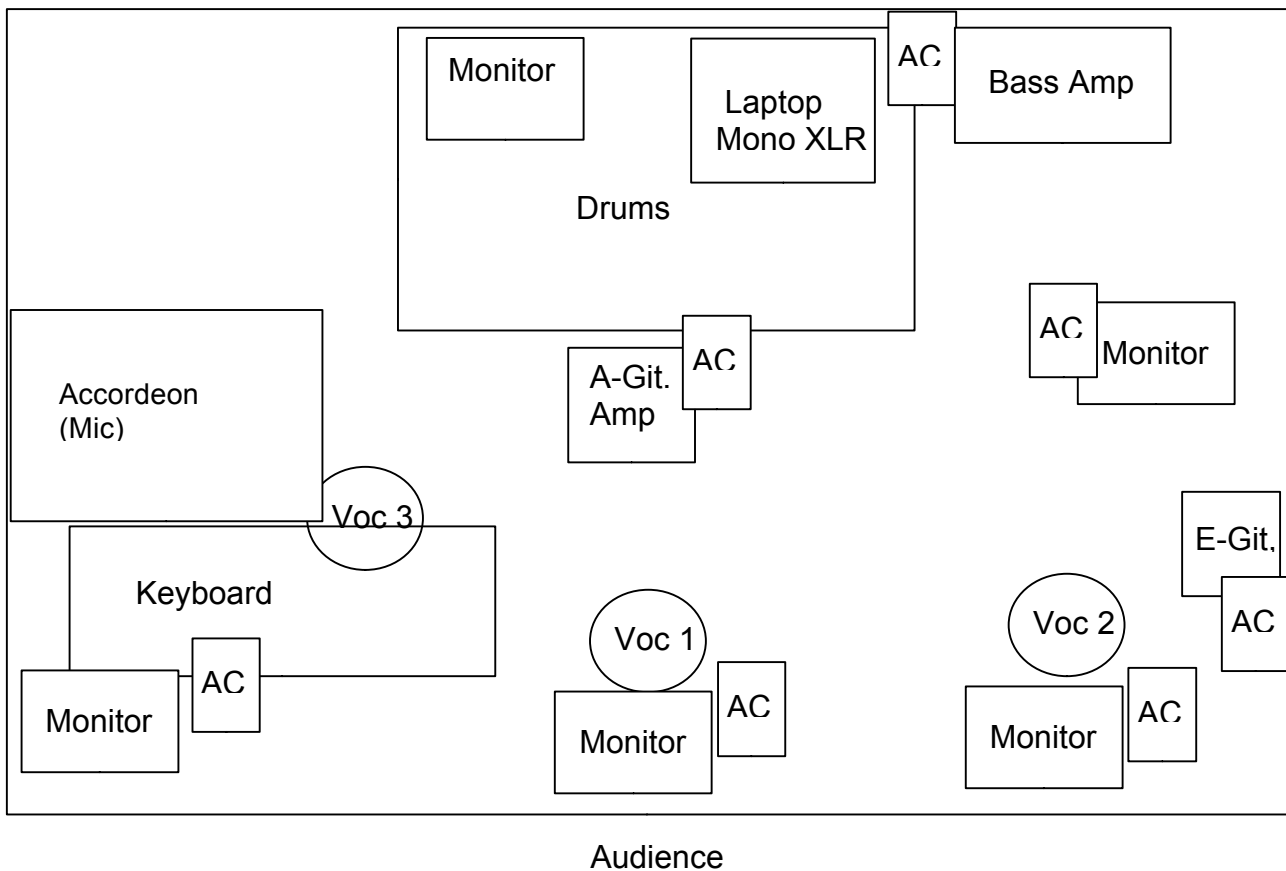 Monitor
Laptop
Mono XLR
AC
Bass Amp
Drums
Accordeon
(Mic)
A-Git.
Amp
AC
AC
Monitor
Voc 3
Keyboard
E-Git.
AC
Voc 1
Voc 2
AC
Monitor
Monitor
AC
Monitor
AC
Audience